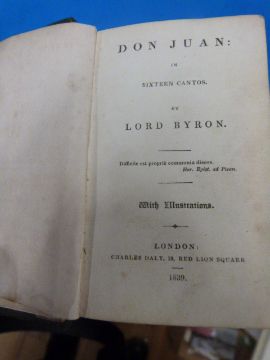 DON JUAN:
IN
SIXTEEN CANTOS.
BY
LORD BYRON.
Difficile est propriè communia dicere.
Hor. Epist. ad Pison.
With Illustrations.
LONDON:
CHARLES DALY, 19, RED LION SQUARE
1839.